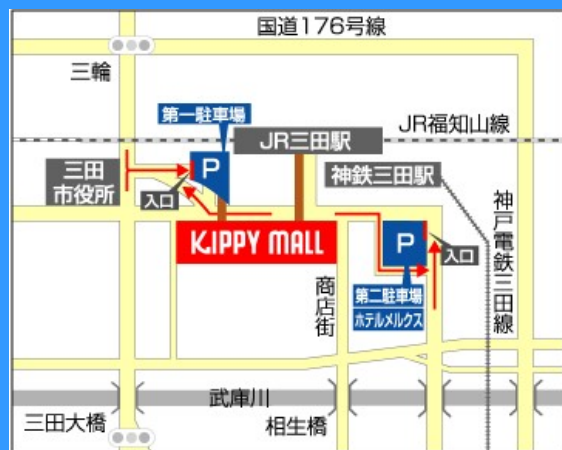 国道176号線
三輪
第一駐車場
JR福知山線
JR三田駅
P
三田
市役所
神鉄三田駅
入口
神戸電鉄三田線
KiPPY MALL
P
入口
商店街
第二駐車場
ホテルメルクス
武庫川
三田大橋
相生橋